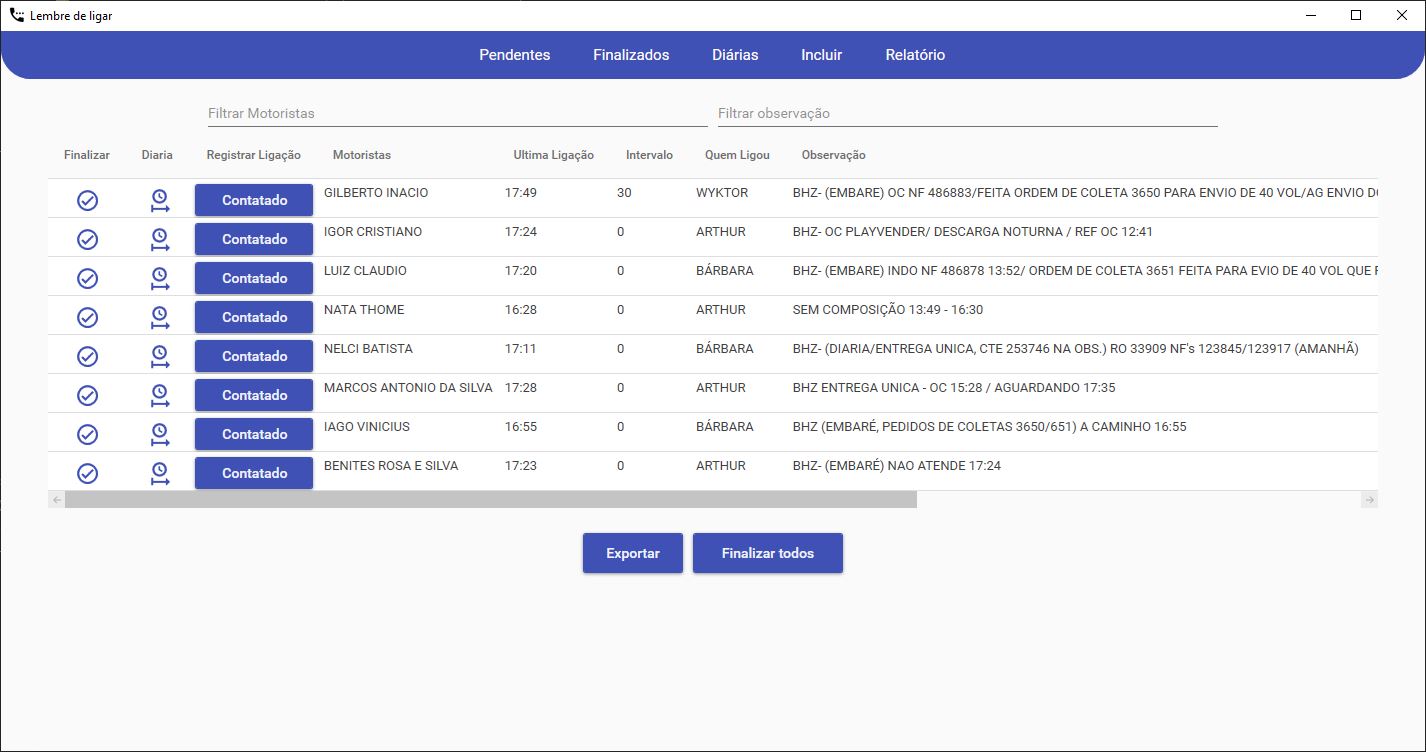 Lembre de ligar
Pendentes Finalizados Diárias Incluir Relatório
Filtrar Motoristas Filtrar observação
Finalizar Diaria Registrar Ligação Motoristas Ultima Ligação Intervalo Quem Ligou Observação
Contatado GILBERTO INACIO 17:49 30 WYKTOR BHZ- (EMBARE) OC NF 486883/FEITA ORDEM DE COLETA 3650 PARA ENVIO DE 40 VOL/AG ENVIO
Contatado IGOR CRISTIANO 17:24 0 ARTHUR BHZ- OC PLAYVENDER/ DESCARGA NOTURNA / REF OC 12:41
Contatado LUIZ CLAUDIO 17:20 0 BÁRBARA BHZ- (EMBARE) INDO NF 486878 13:52/ ORDEM DE COLETA 3651 FEITA PARA EVIO DE 40 VOL QUE
Contatado NATA THOME 16:28 0 ARTHUR SEM COMPOSIÇÃO 13:49 - 16:30
Contatado NELCI BATISTA 17:11 0 BÁRBARA BHZ- (DIARIA/ENTREGA UNICA, CTE 253746 NA OBS.) RO 33909 NF's 123845/123917 (AMANHÃ)
Contatado MARCOS ANTONIO DA SILVA 17:28 0 ARTHUR BHZ ENTREGA UNICA - OC 15:28 / AGUARDANDO 17:35
Contatado IAGO VINICIUS 16:55 0 BÁRBARA BHZ (EMBARÉ, PEDIDOS DE COLETAS 3650/651) A CAMINHO 16:55
Contatado BENITES ROSA E SILVA 17:23 0 ARTHUR BHZ- (EMBARÉ) NAO ATENDE 17:24
Exportar Finalizar todos